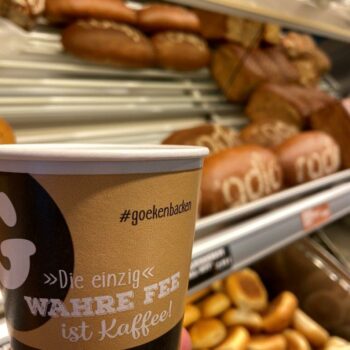 #goekenbacken
G
»Die einzig«
WAHRE FEE
ist Kaffee!